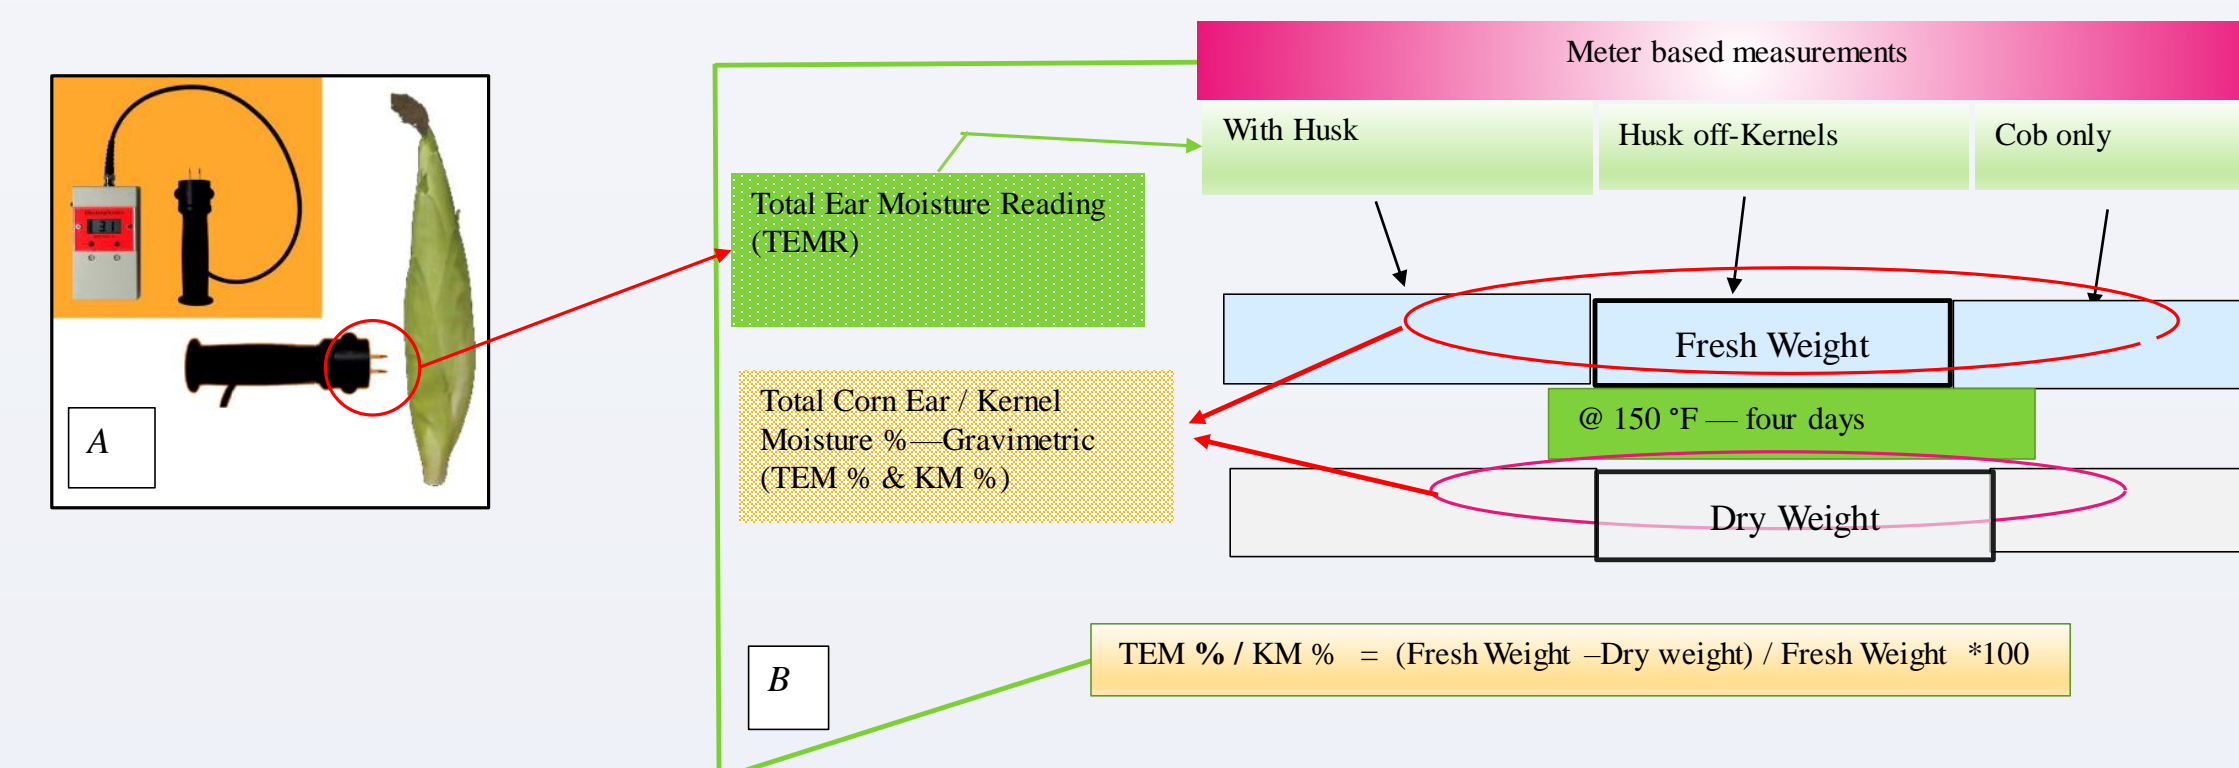 Meter based measurements
With Husk
Husk off-Kernels
Cob only
Total Ear Moisture Reading
(TEMR)
3.1
Fresh Weight
@ 150 °F — four days
Total Corn Ear / Kernel
Moisture %—Gravimetric
(TEM % & KM %)
A
Dry Weight
TEM % / KM % = (Fresh Weight –Dry weight) / Fresh Weight *100
B